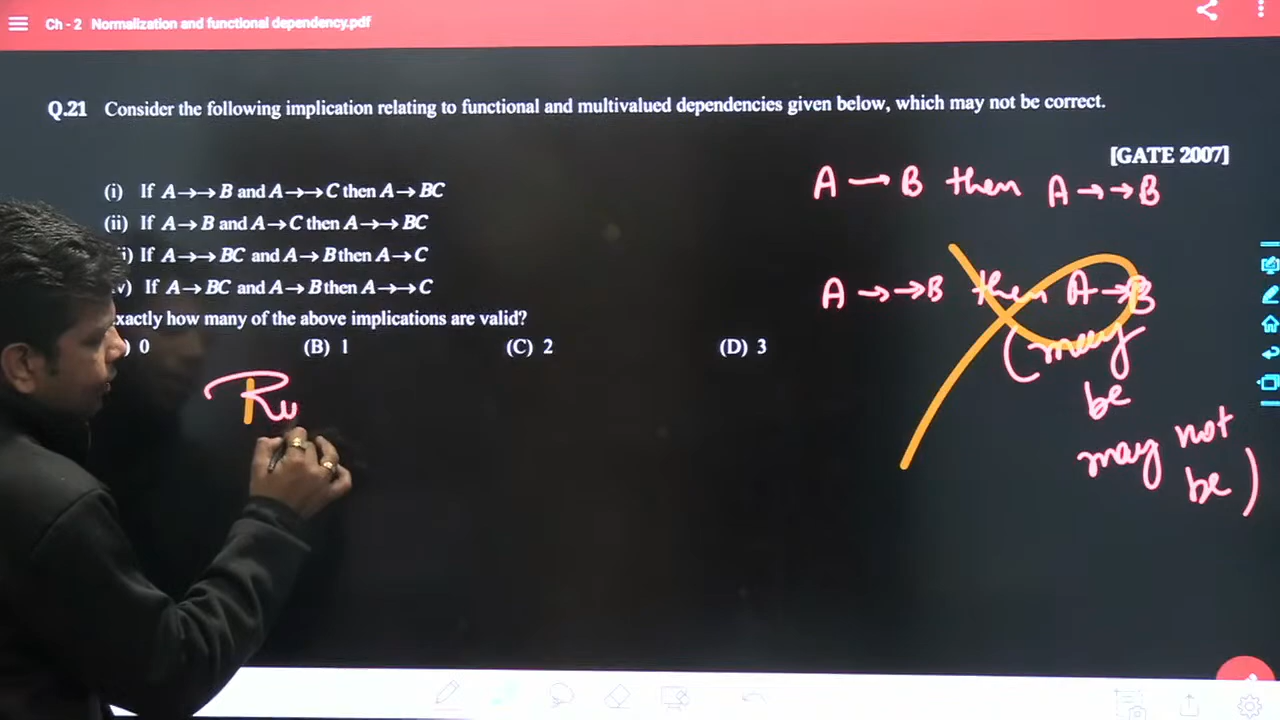 Ch - 2 Normalization and functional dependency.pdf
Q.21 Consider the following implication relating to functional and multivalued dependencies given below, which may not be correct.
[GATE 2007]
(i) If A→→B and A→→C then A→BC
(ii) If A→B and A→C then A→→BC
i) If A→→BC and A→B then A→C
v) If A→BC and A→B then A→→C
xactly how many of the above implications are valid?
) 0 (B) 1 (C) 2 (D) 3
A → B then A →→ B
A →→ B then A → B
(may
be
may not
be)
Ru